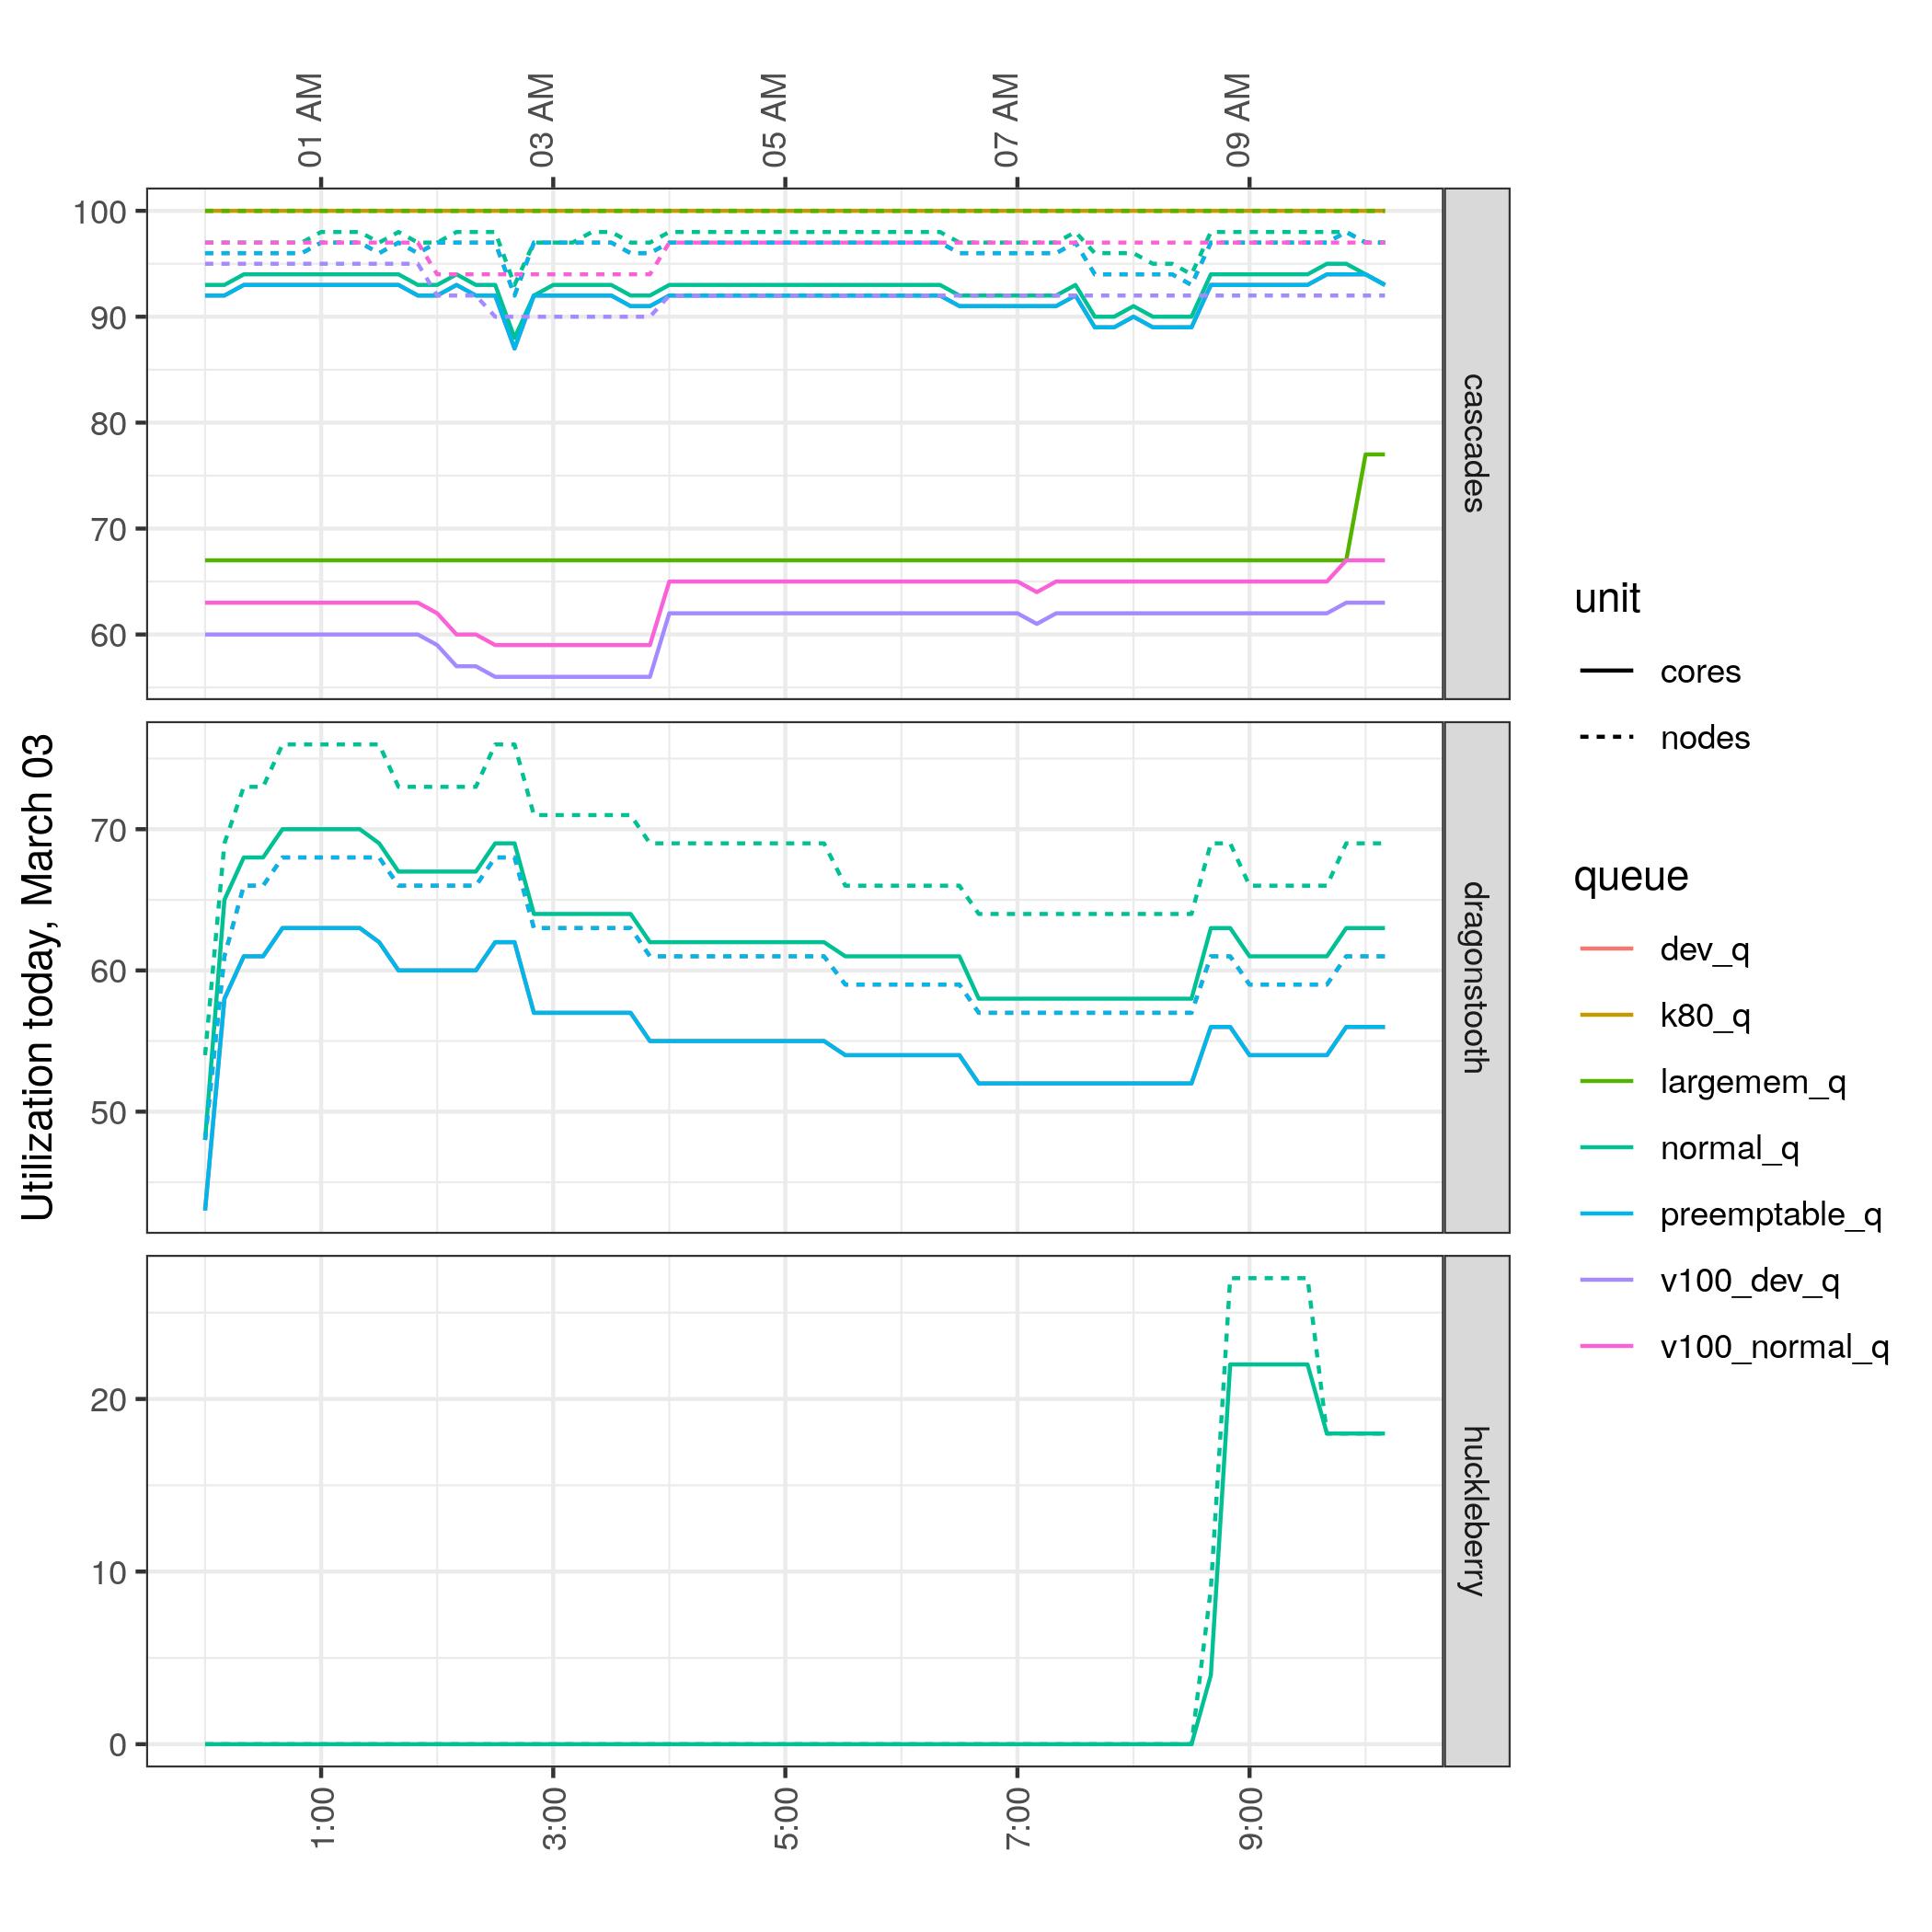 01 AM
03 AM
05 AM
07 AM
09 AM
100
90
80
70
60
cascades
Utilization today, March 03
70
60
50
dragonstooth
20
10
0
huckleberry
1:00
3:00
5:00
7:00
9:00
unit
cores
nodes
queue
dev_q
k80_q
largemem_q
normal_q
preemptable_q
v100_dev_q
v100_normal_q